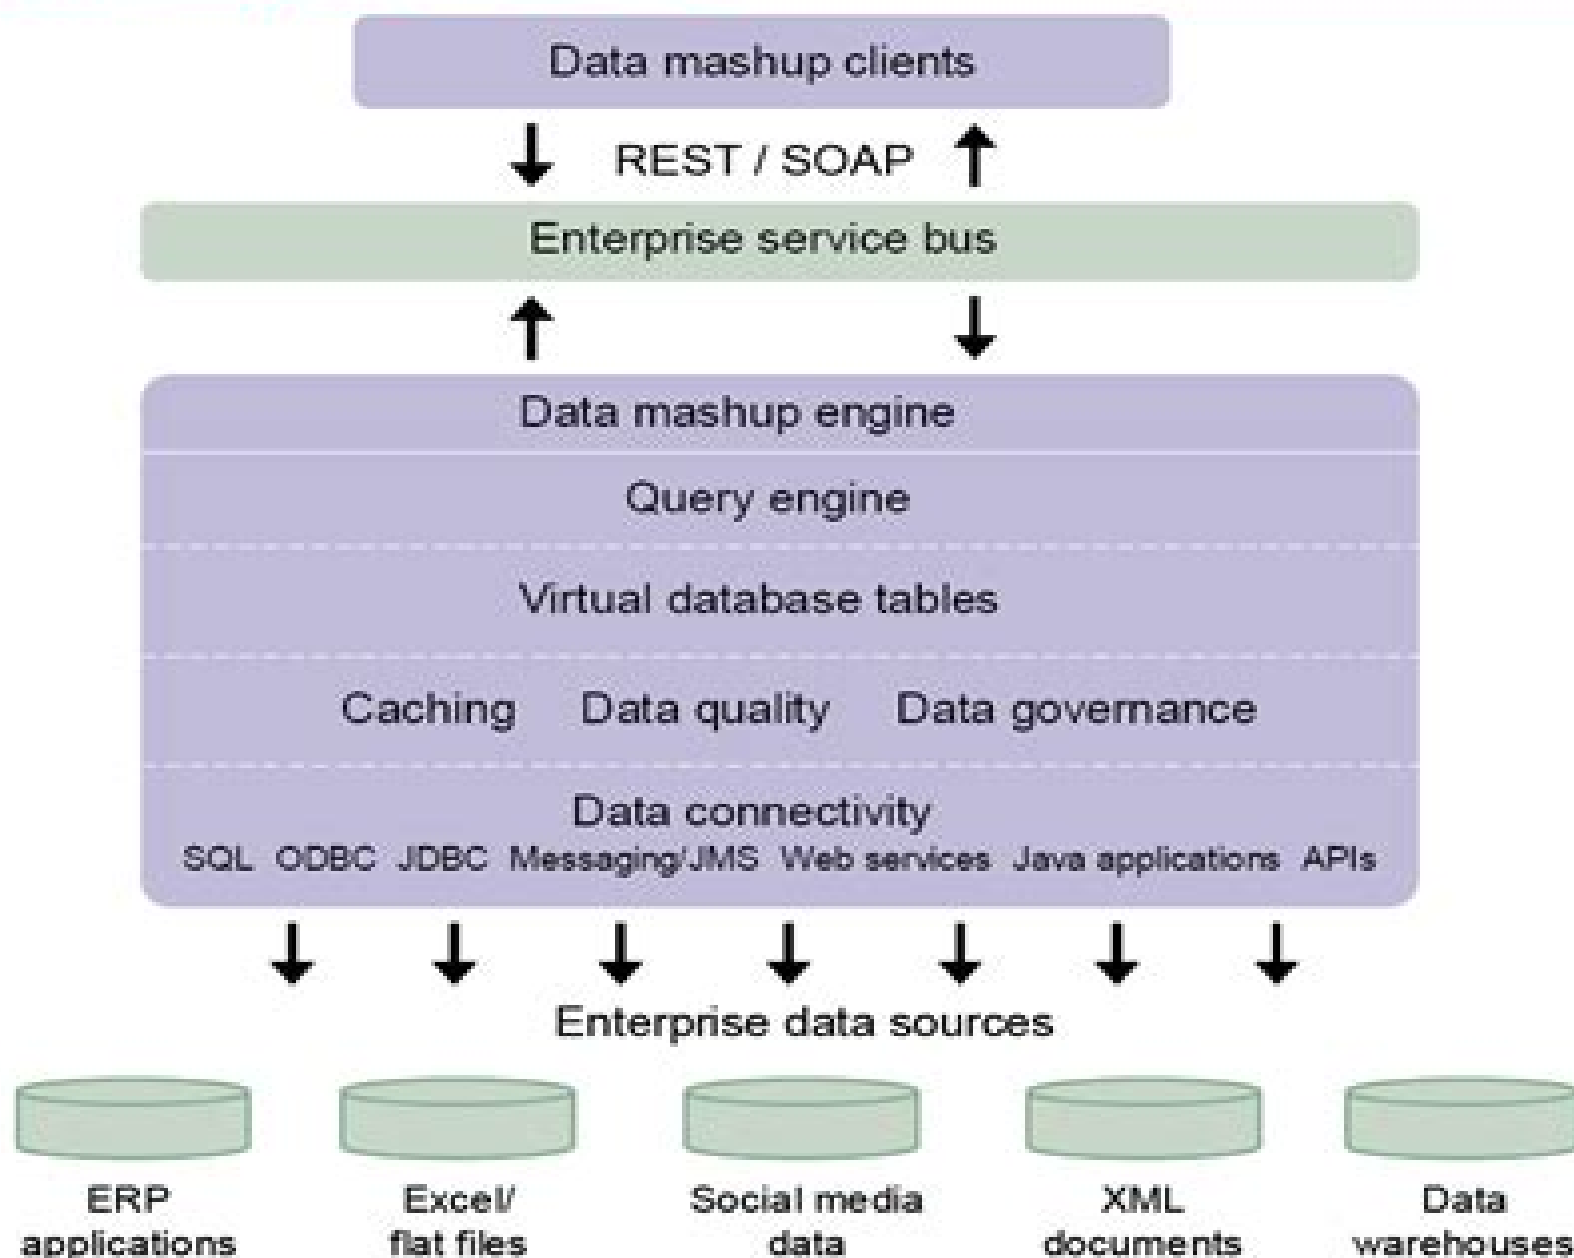 Data mashup clients
REST / SOAP
Enterprise service bus
Data mashup engine
Query engine
Virtual database tables
Caching Data quality Data governance
Data connectivity
SQL ODBC JDBC Messaging/JMS Web services Java applications APIs
Enterprise data sources
ERP
applications
Excel/
flat files
Social media
data
XML
documents
Data
warehouses